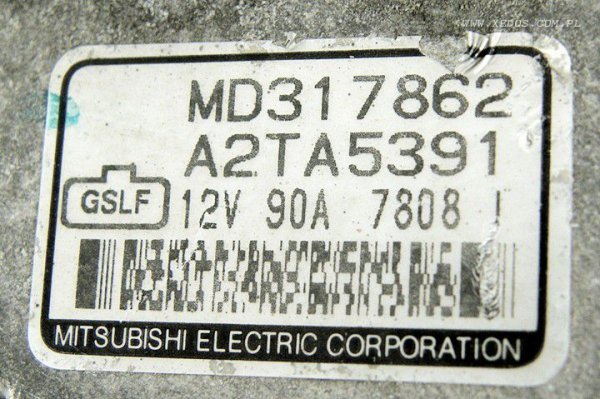 WWW.XEDOS.COM.PL
MD317862
A2TA5391
GSLF
12V 90A 7808 I
MITSUBISHI ELECTRIC CORPORATION